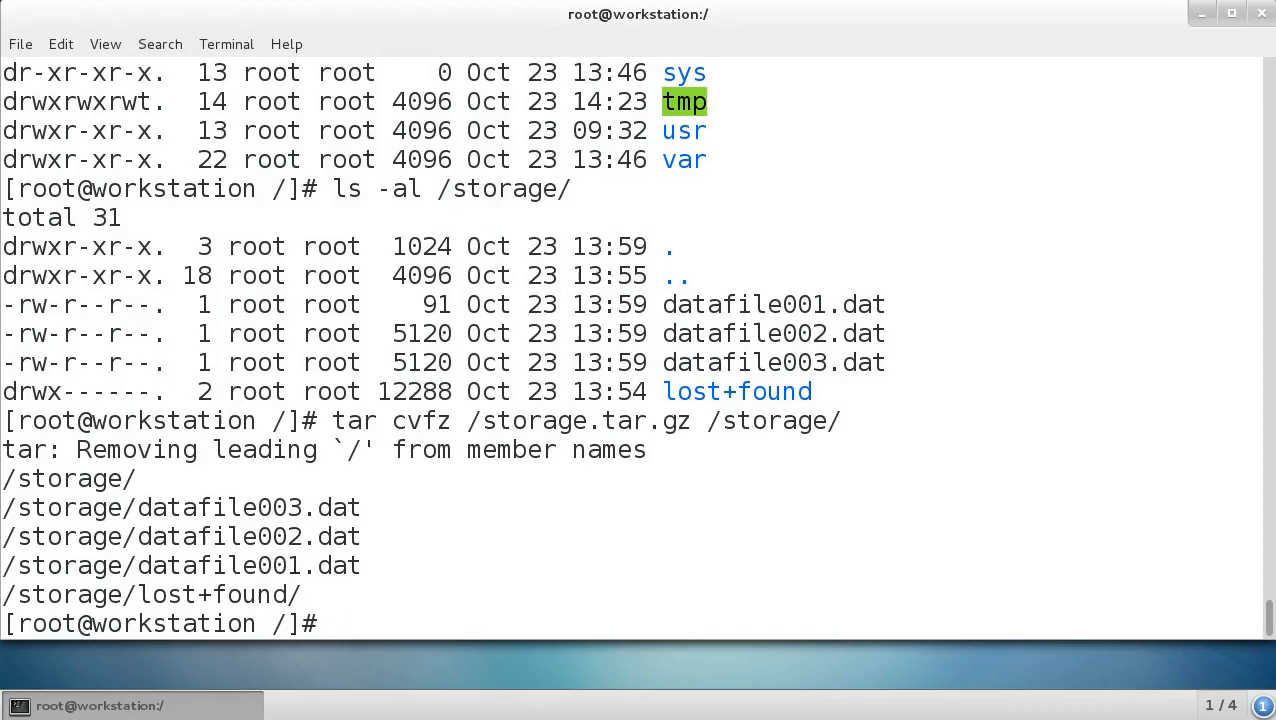 root@workstation:/
File Edit View Search Terminal Help
dr-xr-xr-x.  13 root root     0 Oct 23 13:46 sys
drwxrwxrwt.  14 root root  4096 Oct 23 14:23 tmp
drwxr-xr-x.  13 root root  4096 Oct 23 09:32 usr
drwxr-xr-x.  22 root root  4096 Oct 23 13:46 var
[root@workstation /]# ls -al /storage/
total 31
drwxr-xr-x.  3 root root  1024 Oct 23 13:59 .
drwxr-xr-x. 18 root root  4096 Oct 23 13:55 ..
-rw-r--r--.  1 root root    91 Oct 23 13:59 datafile001.dat
-rw-r--r--.  1 root root  5120 Oct 23 13:59 datafile002.dat
-rw-r--r--.  1 root root  5120 Oct 23 13:59 datafile003.dat
drwx------.  2 root root 12288 Oct 23 13:54 lost+found
[root@workstation /]# tar cvfz /storage.tar.gz /storage/
tar: Removing leading `/' from member names
/storage/
/storage/datafile003.dat
/storage/datafile002.dat
/storage/datafile001.dat
/storage/lost+found/
[root@workstation /]#
root@workstation:/ 1 / 4 1